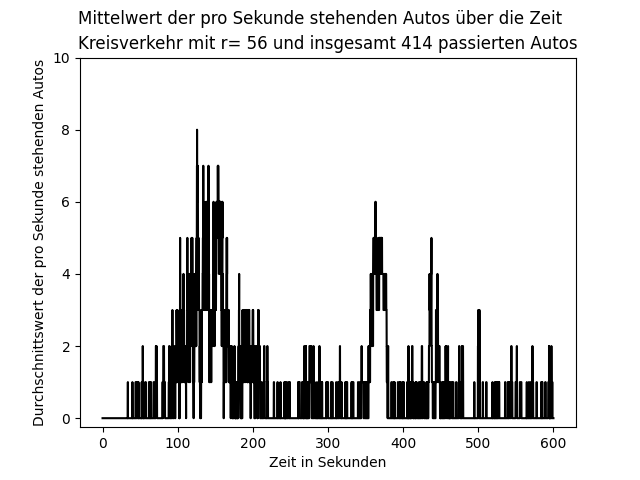 Mittelwert der pro Sekunde stehenden Autos über die Zeit
Kreisverkehr mit r= 56 und insgesamt 414 passierten Autos
Durchschnittswert der pro Sekunde stehenden Autos
10
8
6
4
2
0
0 100 200 300 400 500 600
Zeit in Sekunden